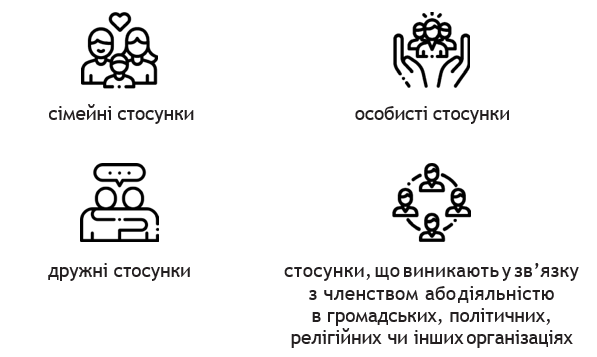 сімейні стосунки
особисті стосунки
дружні стосунки
стосунки, що виникають у зв’язку
з членством або діяльністю
в громадських, політичних,
релігійних чи інших організаціях